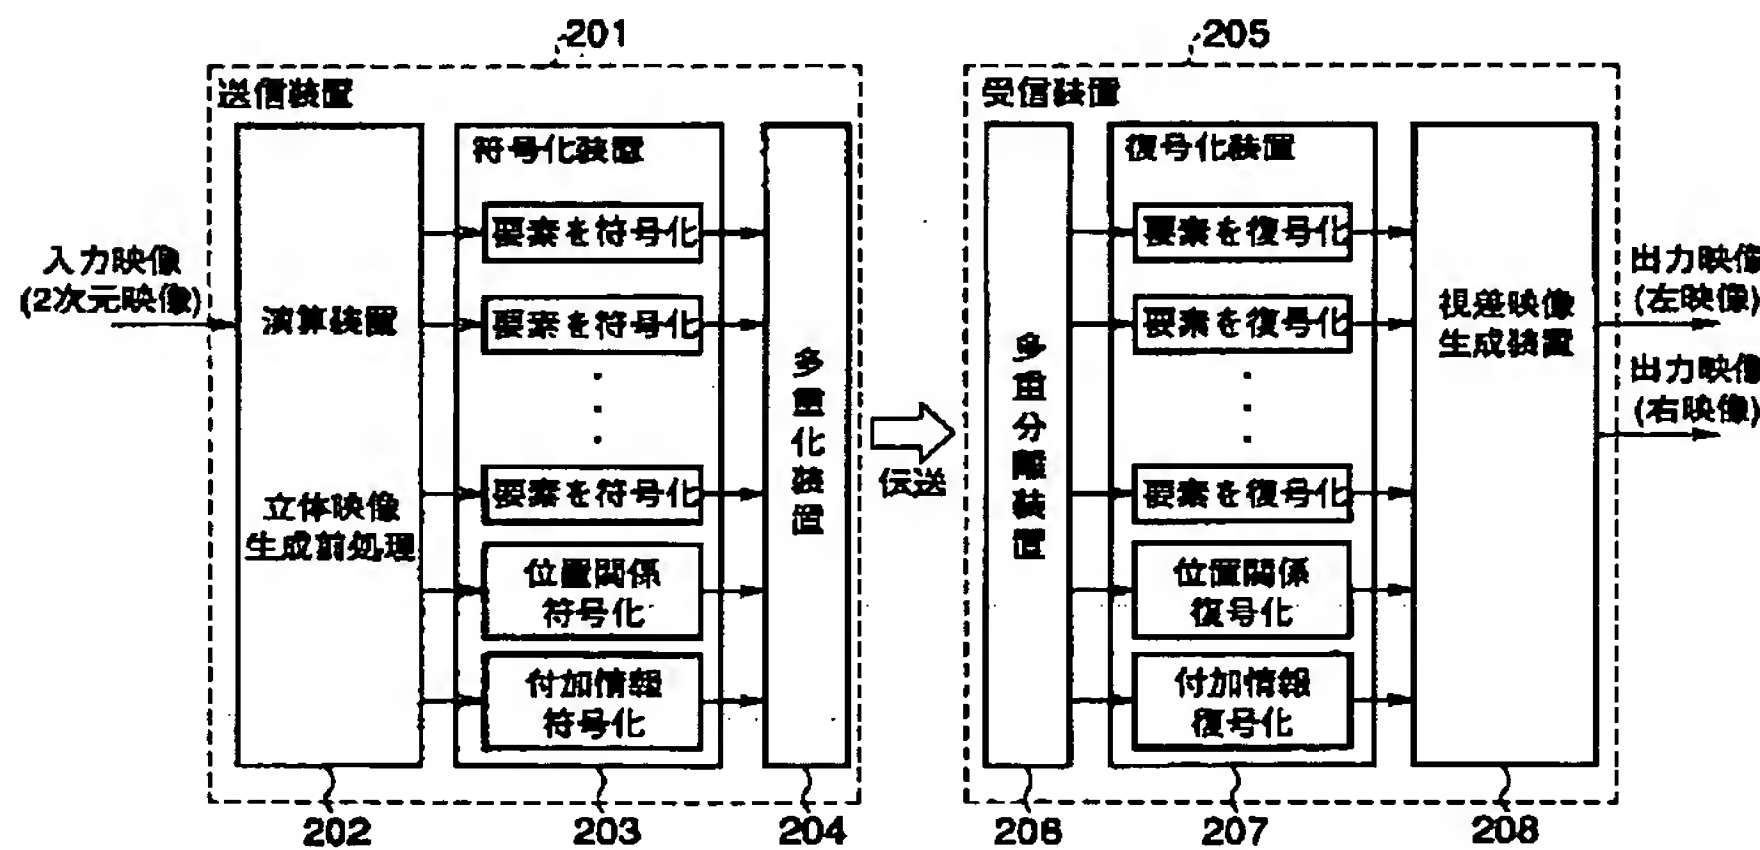 201
205
送信装置
受信装置
符号化装置
復号化装置
要素を符号化
要素を復号化
入力映像
(2次元映像)
演算装置
要素を符号化
要素を復号化
視差映像
生成装置
出力映像
(左映像)
多重化装置
多重分離装置
出力映像
(右映像)
伝送
要素を符号化
要素を復号化
立体映像
生成前処理
位置関係
符号化
位置関係
復号化
付加情報
符号化
付加情報
復号化
202
203
204
206
207
208